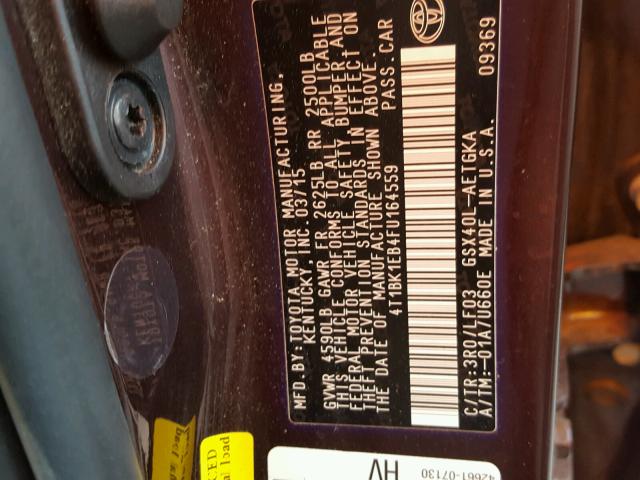 MFD.BY:TOYOTA MOTOR MANUFACTURING,
KENTUCKY,INC. 03/15
GVWR 4590LB GAWR FR 2625LB RR 2500LB
THIS VEHICLE CONFORMS TO ALL APPLICABLE
FEDERAL MOTOR VEHICLE SAFETY, BUMPER, AND
THEFT PREVENTION STANDARDS IN EFFECT ON
THE DATE OF MANUFACTURE SHOWN ABOVE.
4T1BK1EB4FU164559 PASS.CAR
C/TR:3R0/LF03 GSX40L-AETGKA
A/TM:-01A/U660E MADE IN U.S.A. 09369
HV
42661-07130
load